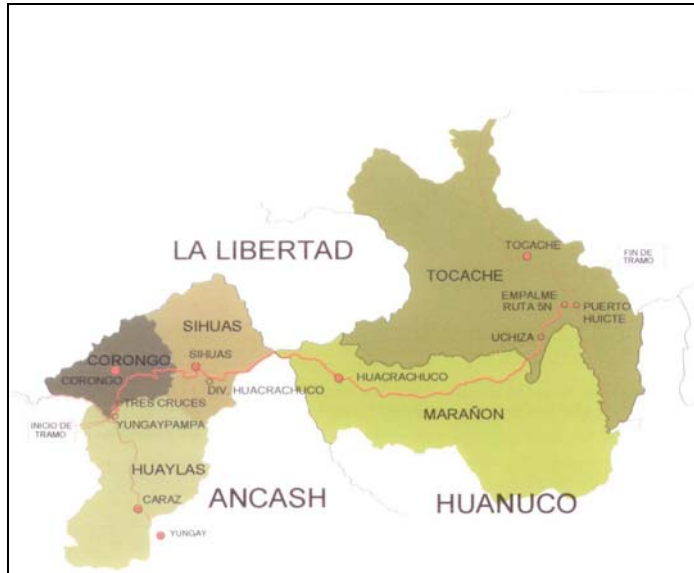 LA LIBERTAD
TOCACHE
TOCACHE
FIN DE
TRAMO
EMPALME
RUTA 5N
PUERTO
HUICTE
UCHIZA
SIHUAS
SIHUAS
CORONGO
CORONGO
DIV. HUACRACHUCO
HUACRACHUCO
MARAÑON
TRES CRUCES
INICIO DE
TRAMO
YUNGAYPAMPA
HUAYLAS
CARAZ
ANCASH
HUANUCO
YUNGAY